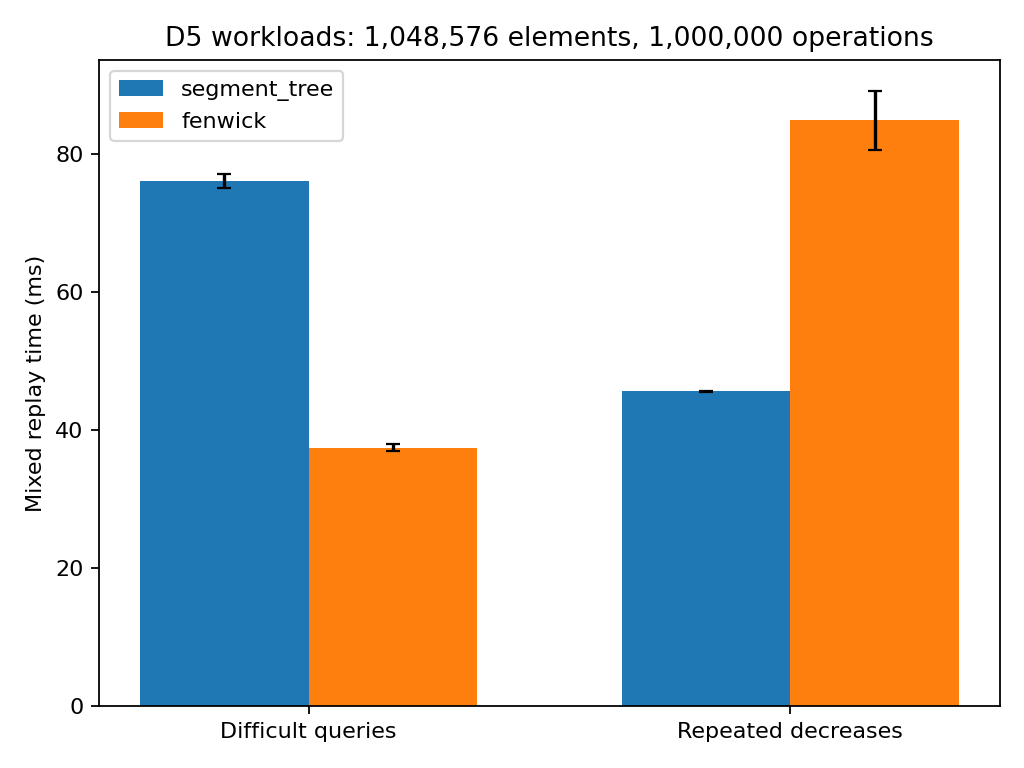 D5 workloads: 1,048,576 elements, 1,000,000 operations
segment_tree
fenwick
Mixed replay time (ms)
80
60
40
20
0
Difficult queries
Repeated decreases